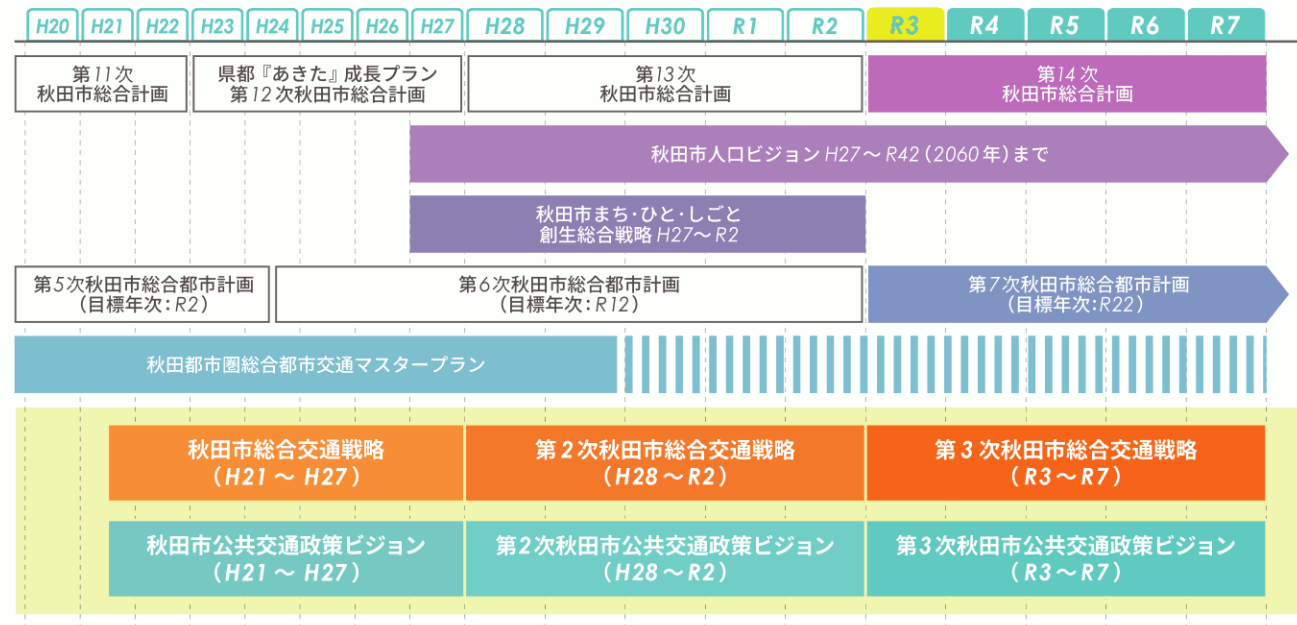 H20 H21 H22 H23 H24 H25 H26 H27 H28 H29 H30 R1 R2 R3 R4 R5 R6 R7
第11次
秋田市総合計画
県都『あきた』成長プラン
第12次秋田市総合計画
第13次
秋田市総合計画
第14次
秋田市総合計画
秋田市人口ビジョン H27～R42（2060年）まで
秋田市まち・ひと・しごと
創生総合戦略 H27～R2
第5次秋田市総合都市計画
（目標年次：R2）
第6次秋田市総合都市計画
（目標年次：R12）
第7次秋田市総合都市計画
（目標年次：R22）
秋田都市圏総合都市交通マスタープラン
秋田市総合交通戦略
（H21～H27）
第2次秋田市総合交通戦略
（H28～R2）
第3次秋田市総合交通戦略
（R3～R7）
秋田市公共交通政策ビジョン
（H21～H27）
第2次秋田市公共交通政策ビジョン
（H28～R2）
第3次秋田市公共交通政策ビジョン
（R3～R7）